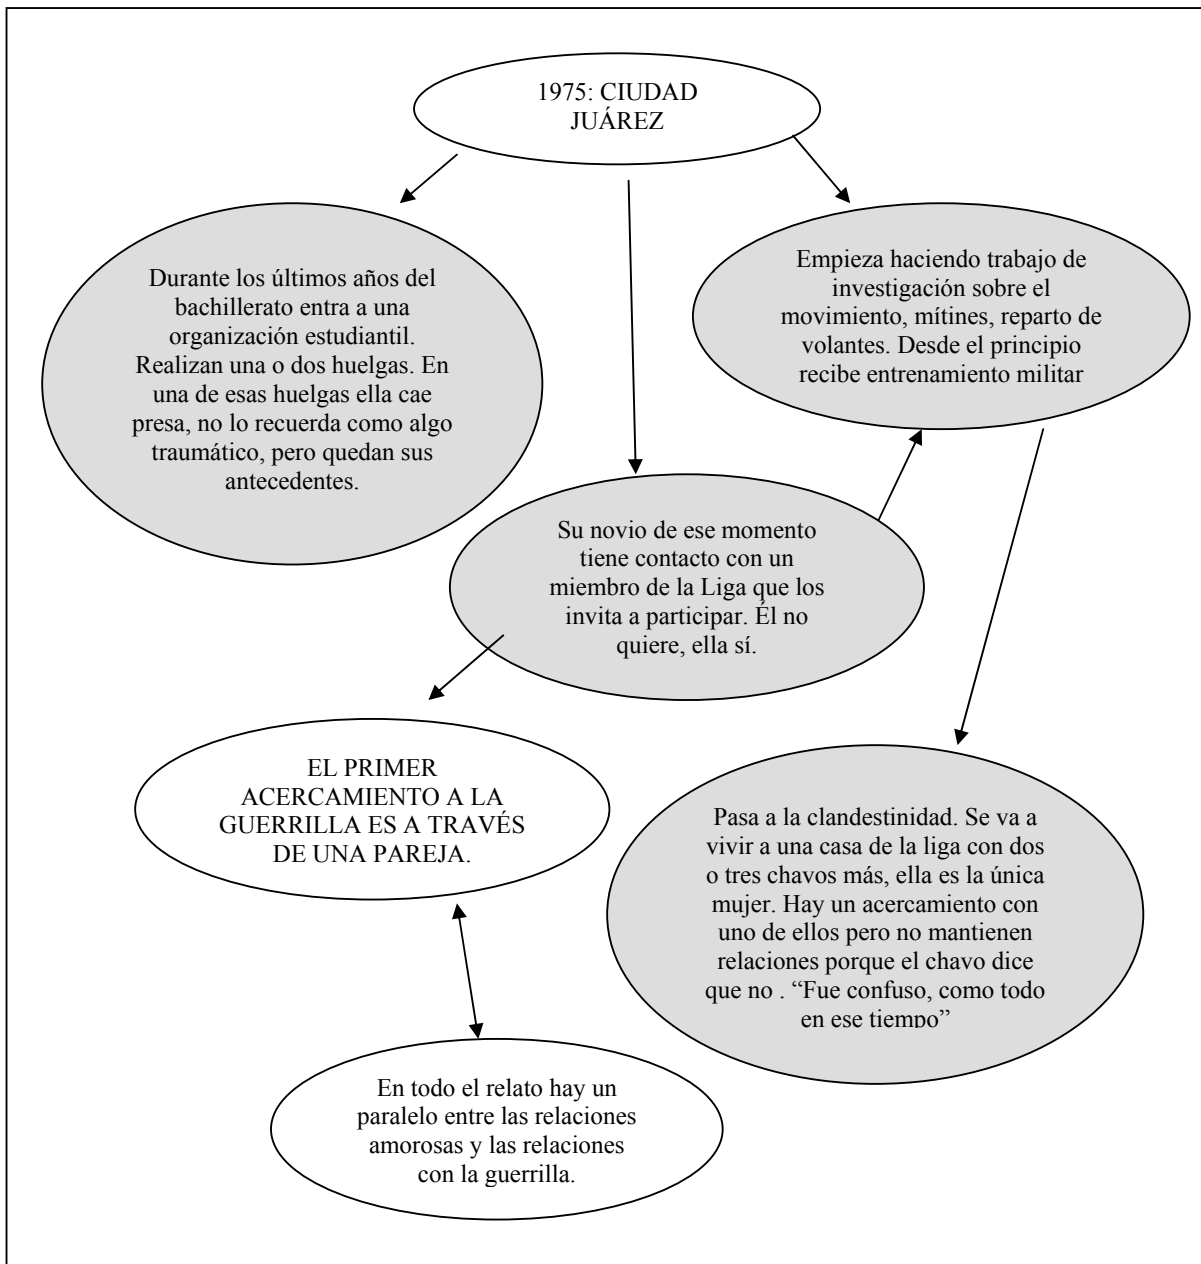 1975: CIUDAD
JUÁREZ
Durante los últimos años del
bachillerato entra a una
organización estudiantil.
Realizan una o dos huelgas. En
una de esas huelgas ella cae
presa, no lo recuerda como algo
traumático, pero quedan sus
antecedentes.
Empieza haciendo trabajo de
investigación sobre el
movimiento, mítines, reparto de
volantes. Desde el principio
recibe entrenamiento militar
Su novio de ese momento
tiene contacto con un
miembro de la Liga que los
invita a participar. Él no
quiere, ella sí.
EL PRIMER
ACERCAMIENTO A LA
GUERRILLA ES A TRAVÉS
DE UNA PAREJA.
Pasa a la clandestinidad. Se va a
vivir a una casa de la liga con dos
o tres chavos más, ella es la única
mujer. Hay un acercamiento con
uno de ellos pero no mantienen
relaciones porque el chavo dice
que no . “Fue confuso, como todo
en ese tiempo”
En todo el relato hay un
paralelo entre las relaciones
amorosas y las relaciones
con la guerrilla.